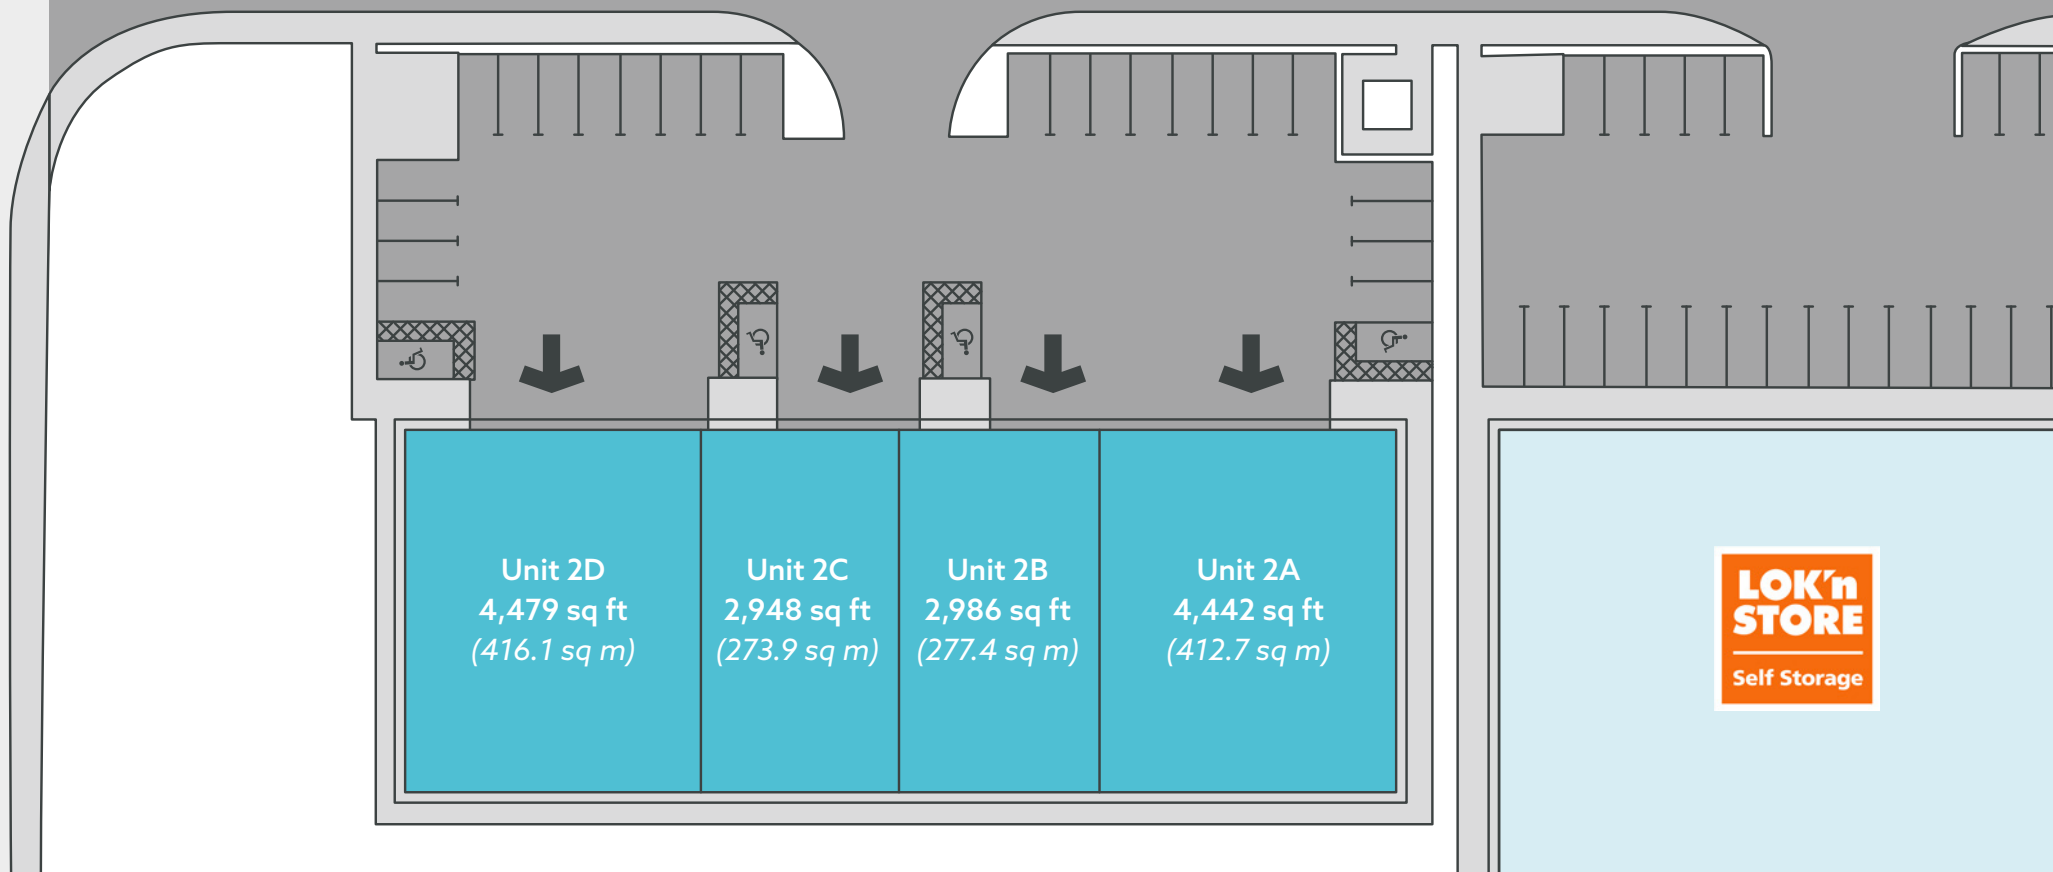 Unit 2D
4,479 sq ft
(416.1 sq m)
Unit 2C
2,948 sq ft
(273.9 sq m)
Unit 2B
2,986 sq ft
(277.4 sq m)
Unit 2A
4,442 sq ft
(412.7 sq m)
LOK'n
STORE
Self Storage